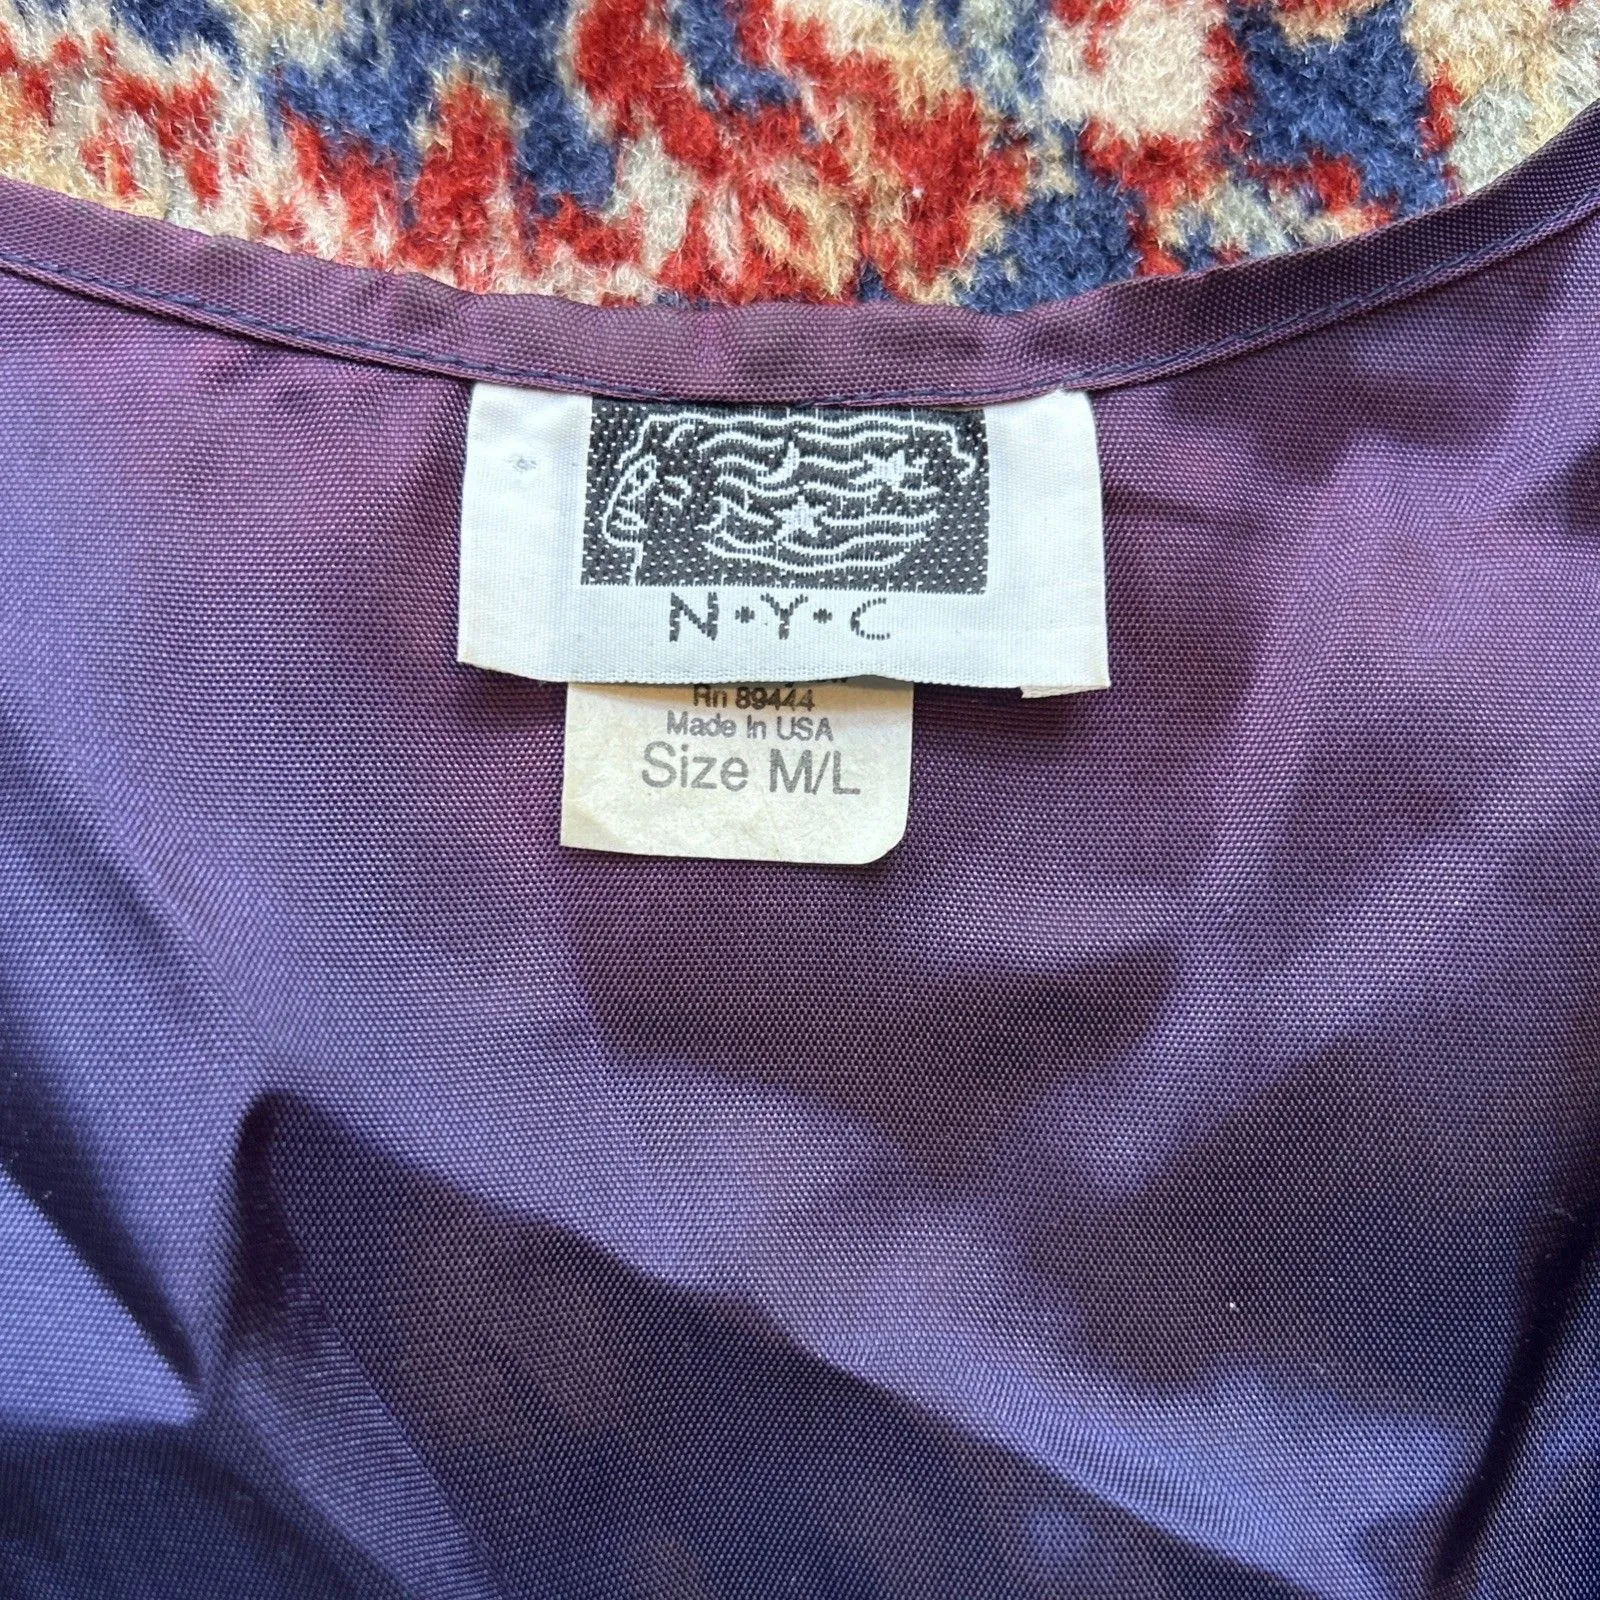 N•Y•C
Rn 89444
Made In USA
Size M/L